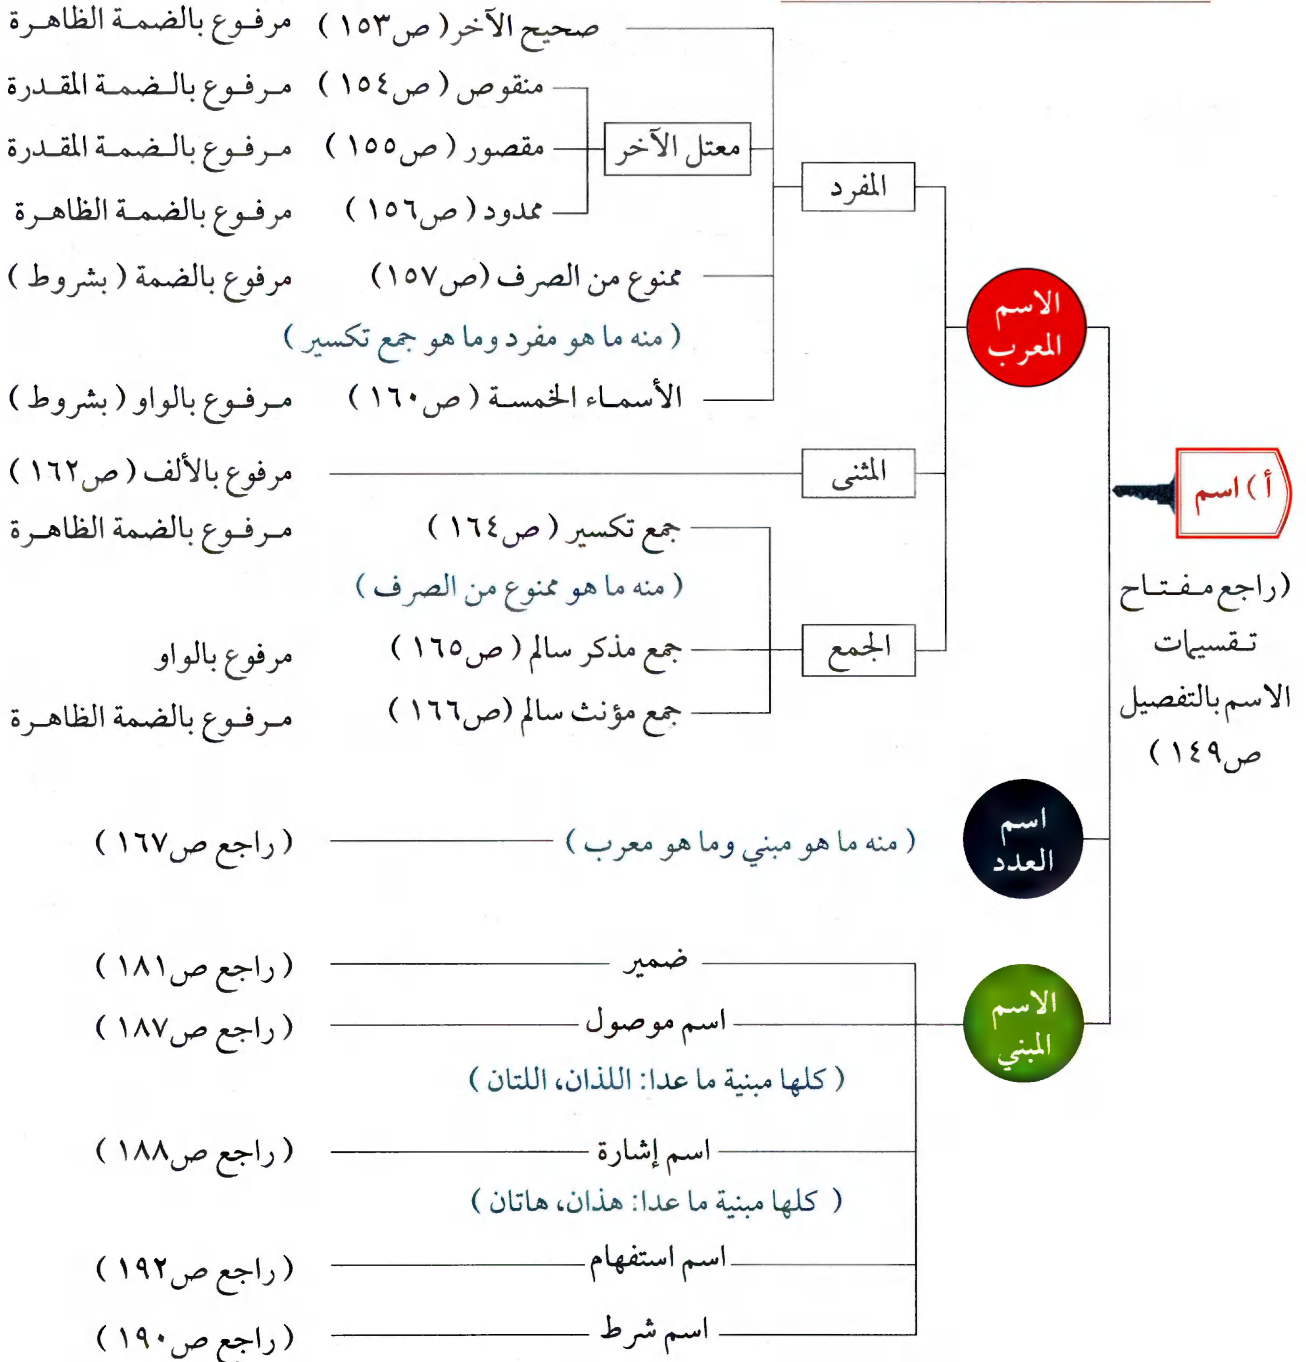 صحيح الآخر ( ص١٥٣ ) مرفوع بالضمة الظاهرة
منقوص ( ص١٥٤ ) مرفوع بالضمة المقدرة
معتل الآخر مقصور ( ص١٥٥ ) مرفوع بالضمة المقدرة
المفرد
ممدود ( ص١٥٦ ) مرفوع بالضمة الظاهرة
ممنوع من الصرف (ص١٥٧) مرفوع بالضمة ( بشروط )
الاسم
المعرب
( منه ما هو مفرد وما هو جمع تكسير )
الأسماء الخمسة ( ص١٦٠ ) مرفوع بالواو ( بشروط )
المثنى مرفوع بالألف ( ص١٦٢ )
أ ) اسم
جمع تكسير ( ص١٦٤ ) مرفوع بالضمة الظاهرة
( منه ما هو ممنوع من الصرف )
(راجع مفتاح
تقسيمات
الاسم بالتفصيل
ص١٤٩ )
الجمع جمع مذكر سالم ( ص١٦٥ ) مرفوع بالواو
جمع مؤنث سالم (ص١٦٦ ) مرفوع بالضمة الظاهرة
اسم
العدد
( منه ما هو مبني وما هو معرب ) ( راجع ص١٦٧ )
ضمير ( راجع ص١٨١ )
الاسم
المبني
اسم موصول ( راجع ص١٨٧ )
( كلها مبنية ما عدا: اللذان، اللتان )
اسم إشارة ( راجع ص١٨٨ )
( كلها مبنية ما عدا: هذان، هاتان )
اسم استفهام ( راجع ص١٩٢ )
اسم شرط ( راجع ص١٩٠ )